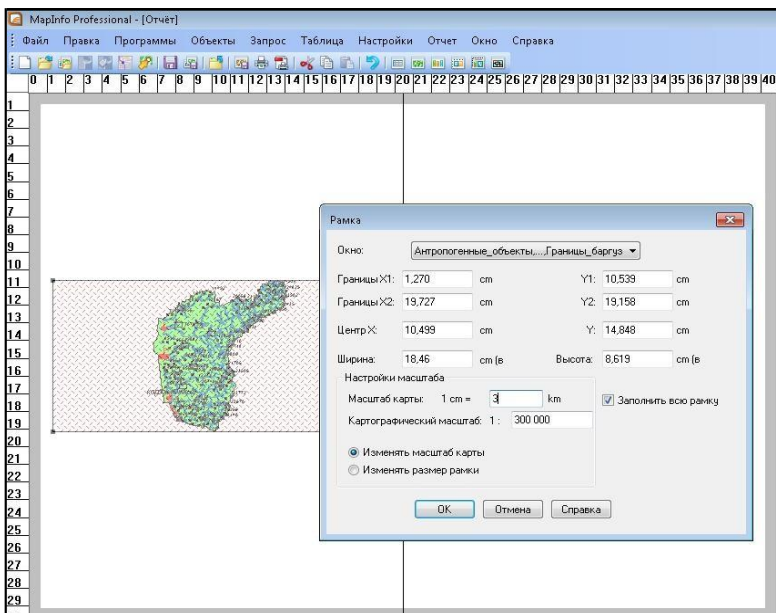 MapInfo Professional - [Отчёт]
Файл Правка Программы Объекты Запрос Таблица Настройки Отчет Окно Справка
0 1 2 3 4 5 6 7 8 9 10 11 12 13 14 15 16 17 18 19 20 21 22 23 24 25 26 27 28 29 30 31 32 33 34 35 36 37 38 39 40
1
2
3
4
5
6
7
8
9
10
11
12
13
14
15
16
17
18
19
20
21
22
23
24
25
26
27
28
29
Рамка
Окно: Антропогенные_объекты,...,Границы_баргуз
Границы X1: 1,270 cm Y1: 10,539 cm
Границы X2: 19,727 cm Y2: 19,158 cm
Центр X: 10,499 cm Y: 14,848 cm
Ширина: 18,46 cm (в Высота: 8,619 cm (в
Настройки масштаба
Масштаб карты: 1 cm = 3 km
Заполнить всю рамку
Картографический масштаб: 1 : 300 000
Изменять масштаб карты
Изменять размер рамки
OK Отмена Справка